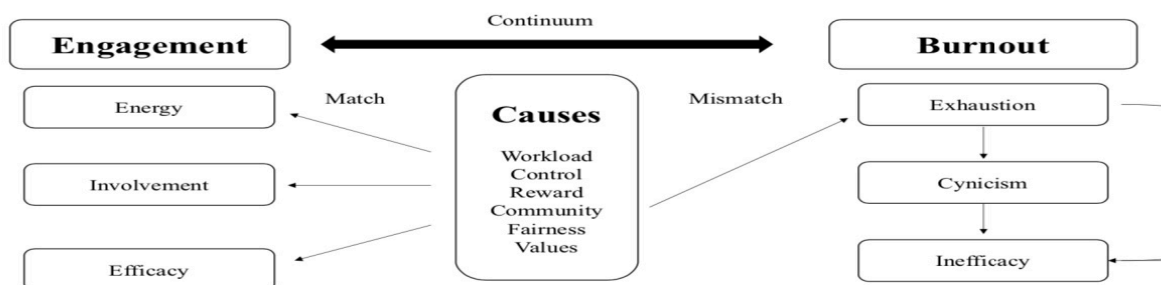 Continuum
Engagement
Burnout
Match
Mismatch
Energy
Involvement
Efficacy
Causes
Workload
Control
Reward
Community
Fairness
Values
Exhaustion
Cynicism
Inefficacy